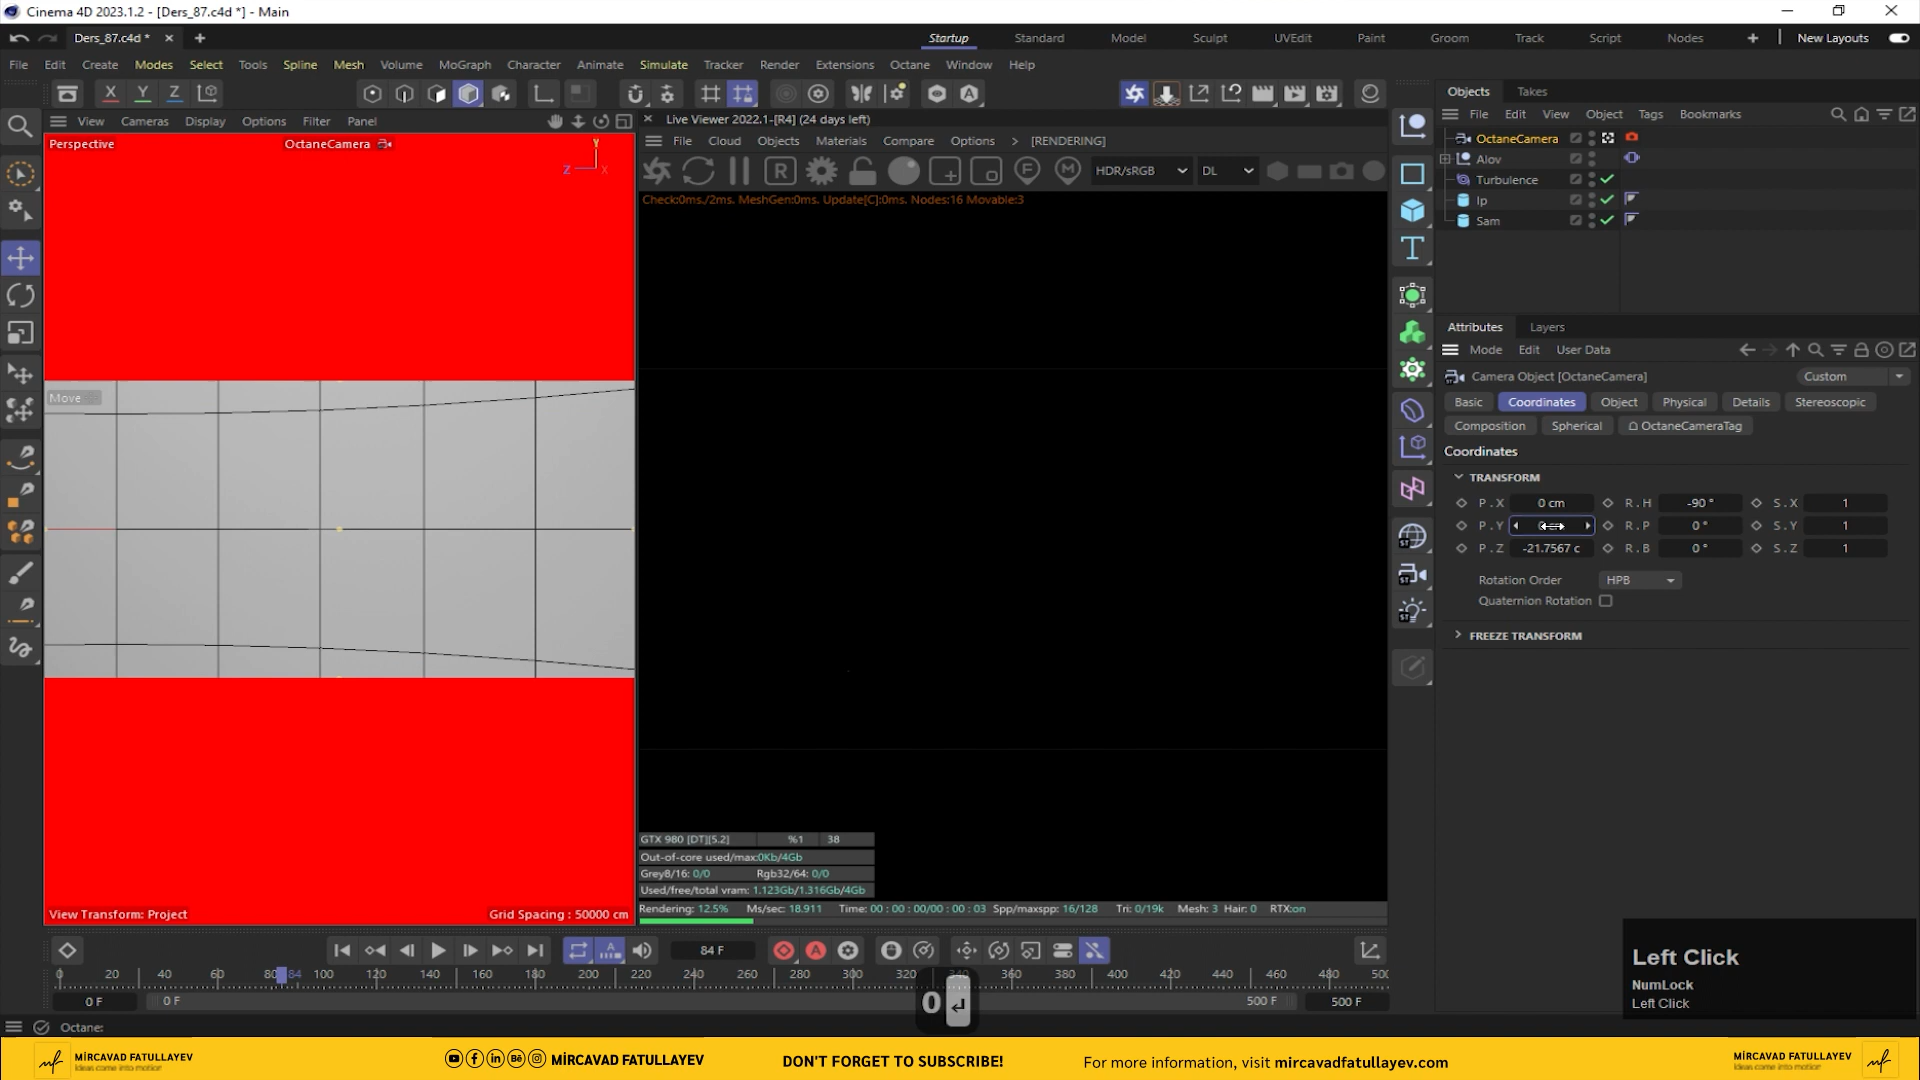 Cinema 4D 2023.1.2 - [Ders_87.c4d *] - Main
Ders_87.c4d *
Startup Standard Model Sculpt UVEdit Paint Groom Track Script Nodes New Layouts
File Edit Create Modes Select Tools Spline Mesh Volume MoGraph Character Animate Simulate Tracker Render Extensions Octane Window Help
X Y Z
View Cameras Display Options Filter Panel
Perspective
OctaneCamera
Y
Z X
Move
View Transform: Project
Grid Spacing : 50000 cm
Live Viewer 2022.1-[R4] (24 days left)
File Cloud Objects Materials Compare Options > [RENDERING]
HDR/sRGB DL
Check:0ms./2ms. MeshGen:0ms. Update[C]:0ms. Nodes:16 Movable:3
GTX 980 [DT][5.2] %1 38
Out-of-core used/max:0Kb/4Gb
Grey8/16: 0/0 Rgb32/64: 0/0
Used/free/total vram: 1.123Gb/1.316Gb/4Gb
Rendering: 12.5% Ms/sec: 18.911 Time: 00 : 00 : 00/00 : 00 : 03 Spp/maxspp: 16/128 Tri: 0/19k Mesh: 3 Hair: 0 RTX:on
Objects Takes
File Edit View Object Tags Bookmarks
OctaneCamera
Alov
Turbulence
Ip
Sam
Attributes Layers
Mode Edit User Data
Camera Object [OctaneCamera]
Custom
Basic Coordinates Object Physical Details Stereoscopic
Composition Spherical OctaneCameraTag
Coordinates
TRANSFORM
P . X 0 cm R . H -90 ° S . X 1
P . Y R . P 0 ° S . Y 1
P . Z -21.7567 c R . B 0 ° S . Z 1
Rotation Order HPB
Quaternion Rotation
FREEZE TRANSFORM
84 F
0 20 40 60 80 84 100 120 140 160 180 200 220 240 260 280 300 320 340 360 380 400 420 440 460 480 500
0 F 0 F 500 F 500 F
0
Left Click
NumLock
Left Click
Octane:
MİRCAVAD FATULLAYEV
Ideas come into motion
MİRCAVAD FATULLAYEV
DON'T FORGET TO SUBSCRIBE!
For more information, visit mircavadfatullayev.com
MİRCAVAD FATULLAYEV
Ideas come into motion